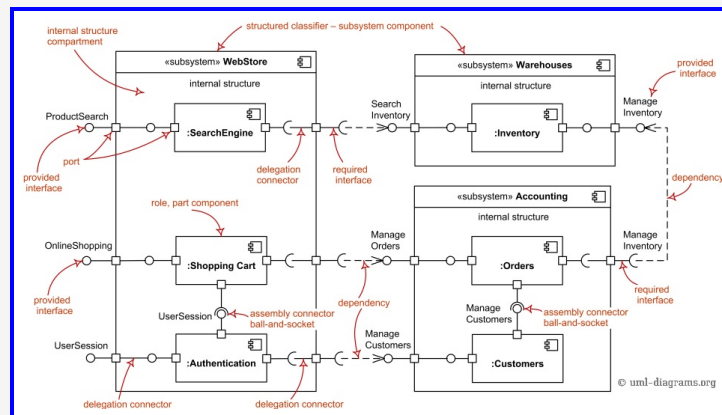 structured classifier – subsystem component
internal structure
compartment
«subsystem» WebStore
internal structure
«subsystem» Warehouses
internal structure
provided
interface
ProductSearch
:SearchEngine
Search
Inventory
:Inventory
Manage
Inventory
provided
interface
port
delegation
connector
required
interface
dependency
role, part component
«subsystem» Accounting
internal structure
OnlineShopping
:Shopping Cart
Manage
Orders
:Orders
Manage
Inventory
provided
interface
dependency
required
interface
UserSession
assembly connector
ball-and-socket
Manage
Customers
assembly connector
ball-and-socket
UserSession
:Authentication
Manage
Customers
:Customers
delegation connector
delegation connector
© uml-diagrams.org